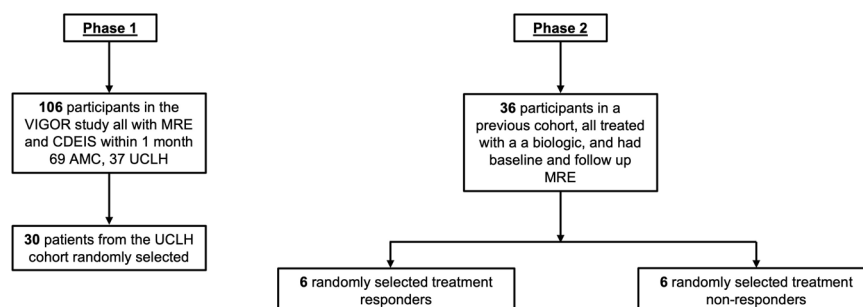 Phase 1
106 participants in the
VIGOR study all with MRE
and CDEIS within 1 month
69 AMC, 37 UCLH
30 patients from the UCLH
cohort randomly selected
Phase 2
36 participants in a
previous cohort, all treated
with a a biologic, and had
baseline and follow up
MRE
6 randomly selected treatment
responders
6 randomly selected treatment
non-responders